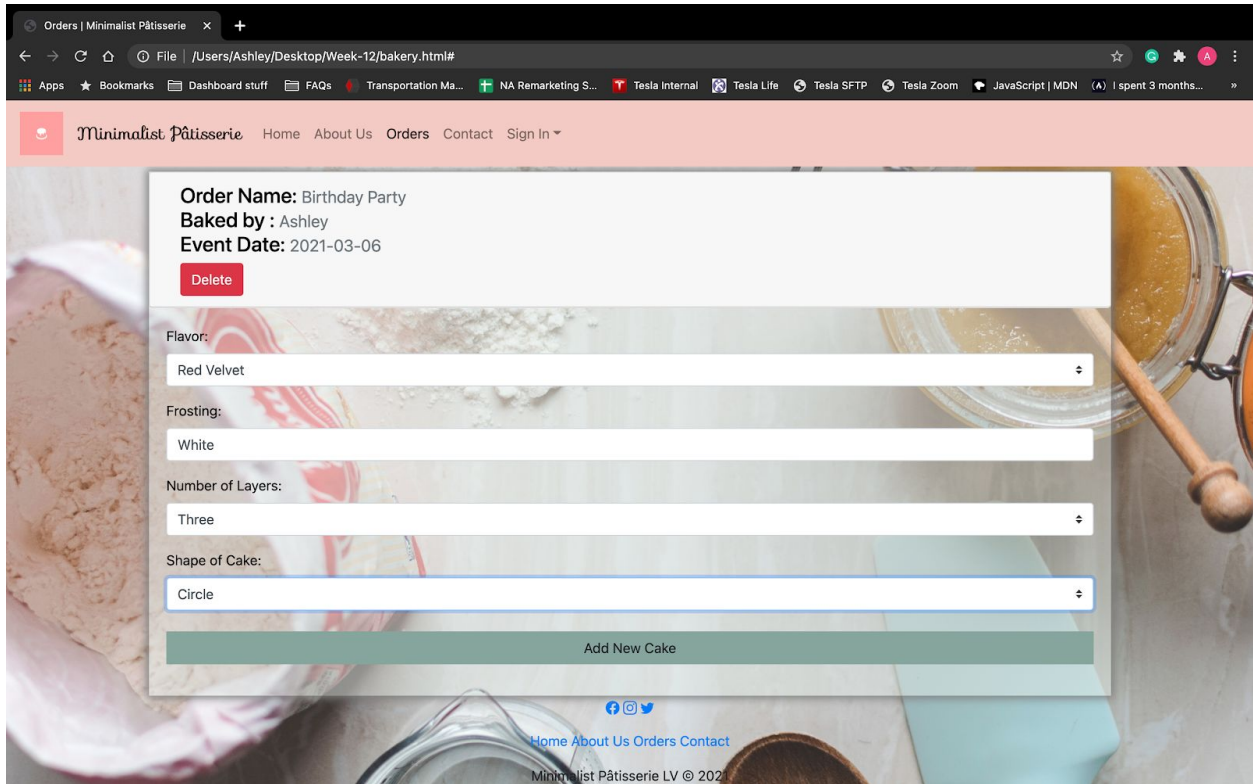 Orders | Minimalist Pâtisserie
File | /Users/Ashley/Desktop/Week-12/bakery.html#
A
Apps Bookmarks Dashboard stuff FAQs Transportation Ma... NA Remarketing S... Tesla Internal Tesla Life Tesla SFTP Tesla Zoom JavaScript | MDN I spent 3 months... »
Minimalist Pâtisserie Home About Us Orders Contact Sign In
Order Name: Birthday Party
Baked by : Ashley
Event Date: 2021-03-06
Delete
Flavor:
Red Velvet
Frosting:
White
Number of Layers:
Three
Shape of Cake:
Circle
Add New Cake
Home About Us Orders Contact
Minimalist Pâtisserie LV © 2021